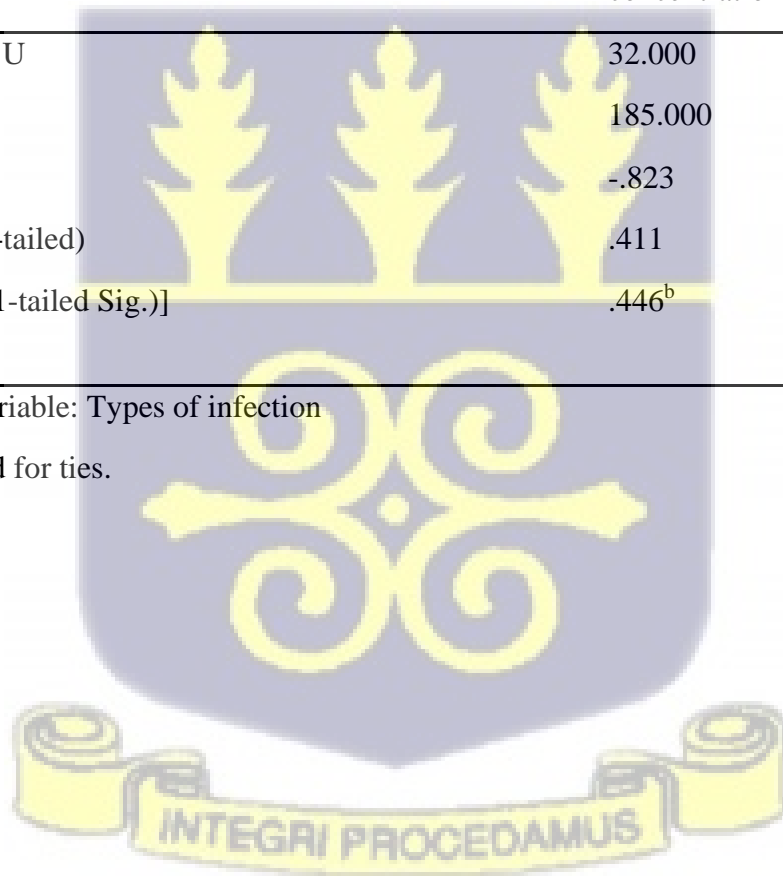 U 32.000
185.000
-.823
-tailed) .411
1-tailed Sig.)] .446b
riable: Types of infection
d for ties.
INTEGRI PROCEDAMUS